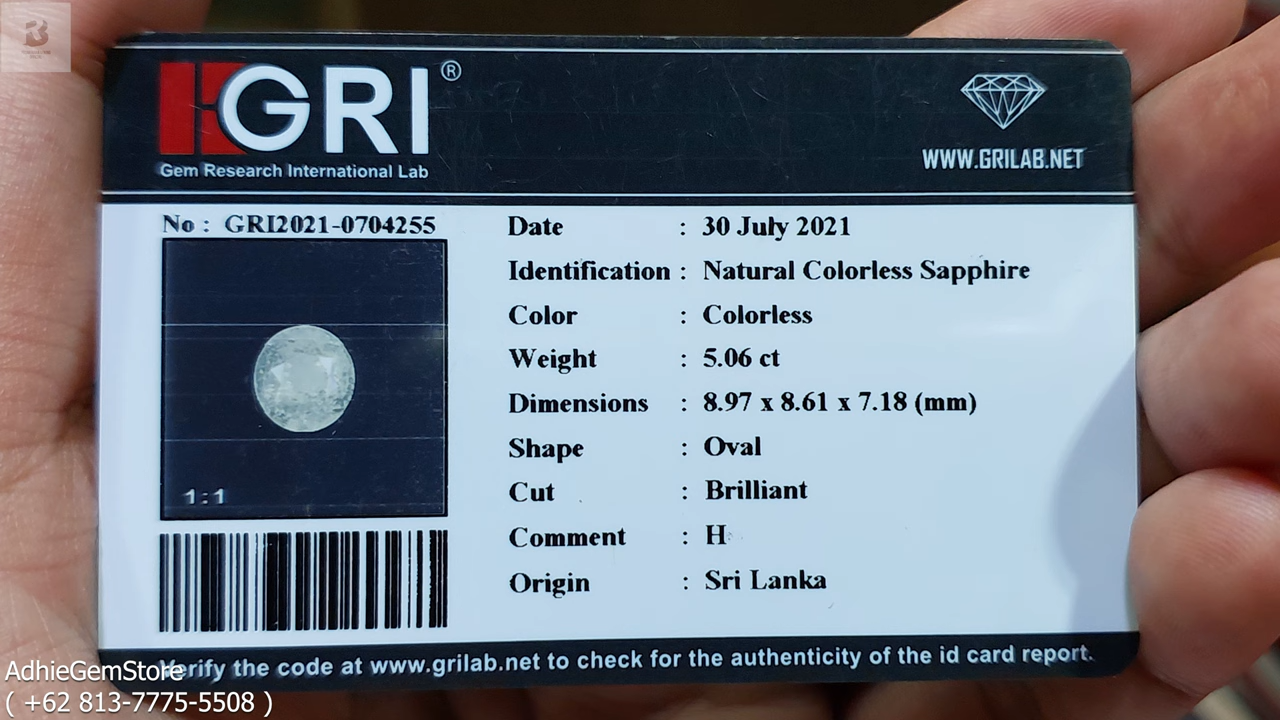 GRI®
Gem Research International Lab
WWW.GRILAB.NET
No : GRI2021-0704255
1:1
Date : 30 July 2021
Identification : Natural Colorless Sapphire
Color : Colorless
Weight : 5.06 ct
Dimensions : 8.97 x 8.61 x 7.18 (mm)
Shape : Oval
Cut : Brilliant
Comment : H
Origin : Sri Lanka
Verify the code at www.grilab.net to check for the authenticity of the id card report.
AdhieGemStore
( +62 813-7775-5508 )